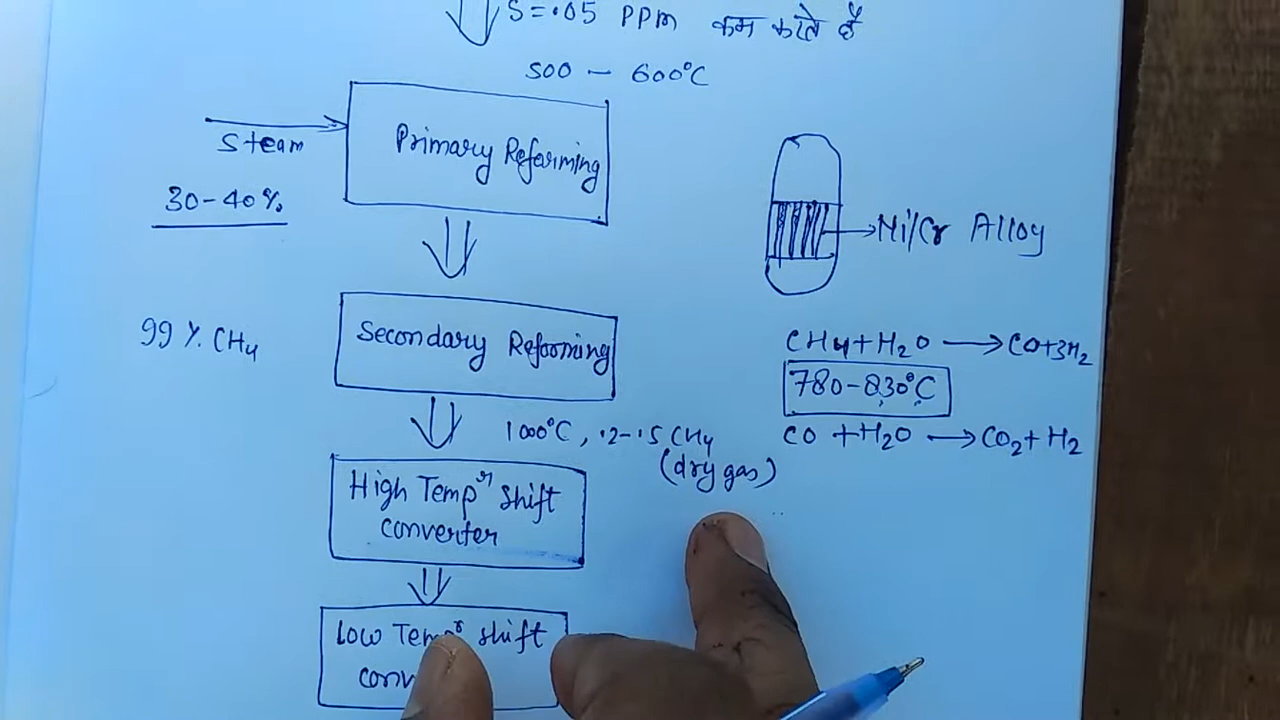 S = .05 PPm कम करते हैं
500 – 600°C
Steam
Primary Reforming
30-40%
Ni/Cr Alloy
99 %. CH4
Secondary Reforming
CH4 + H2O → CO+3H2
780-830°C
CO + H2O → CO2 + H2
1000°C, .2-.5 CH4
(dry gas)
High Tempr shift
converter
Low Tempr shift
conv